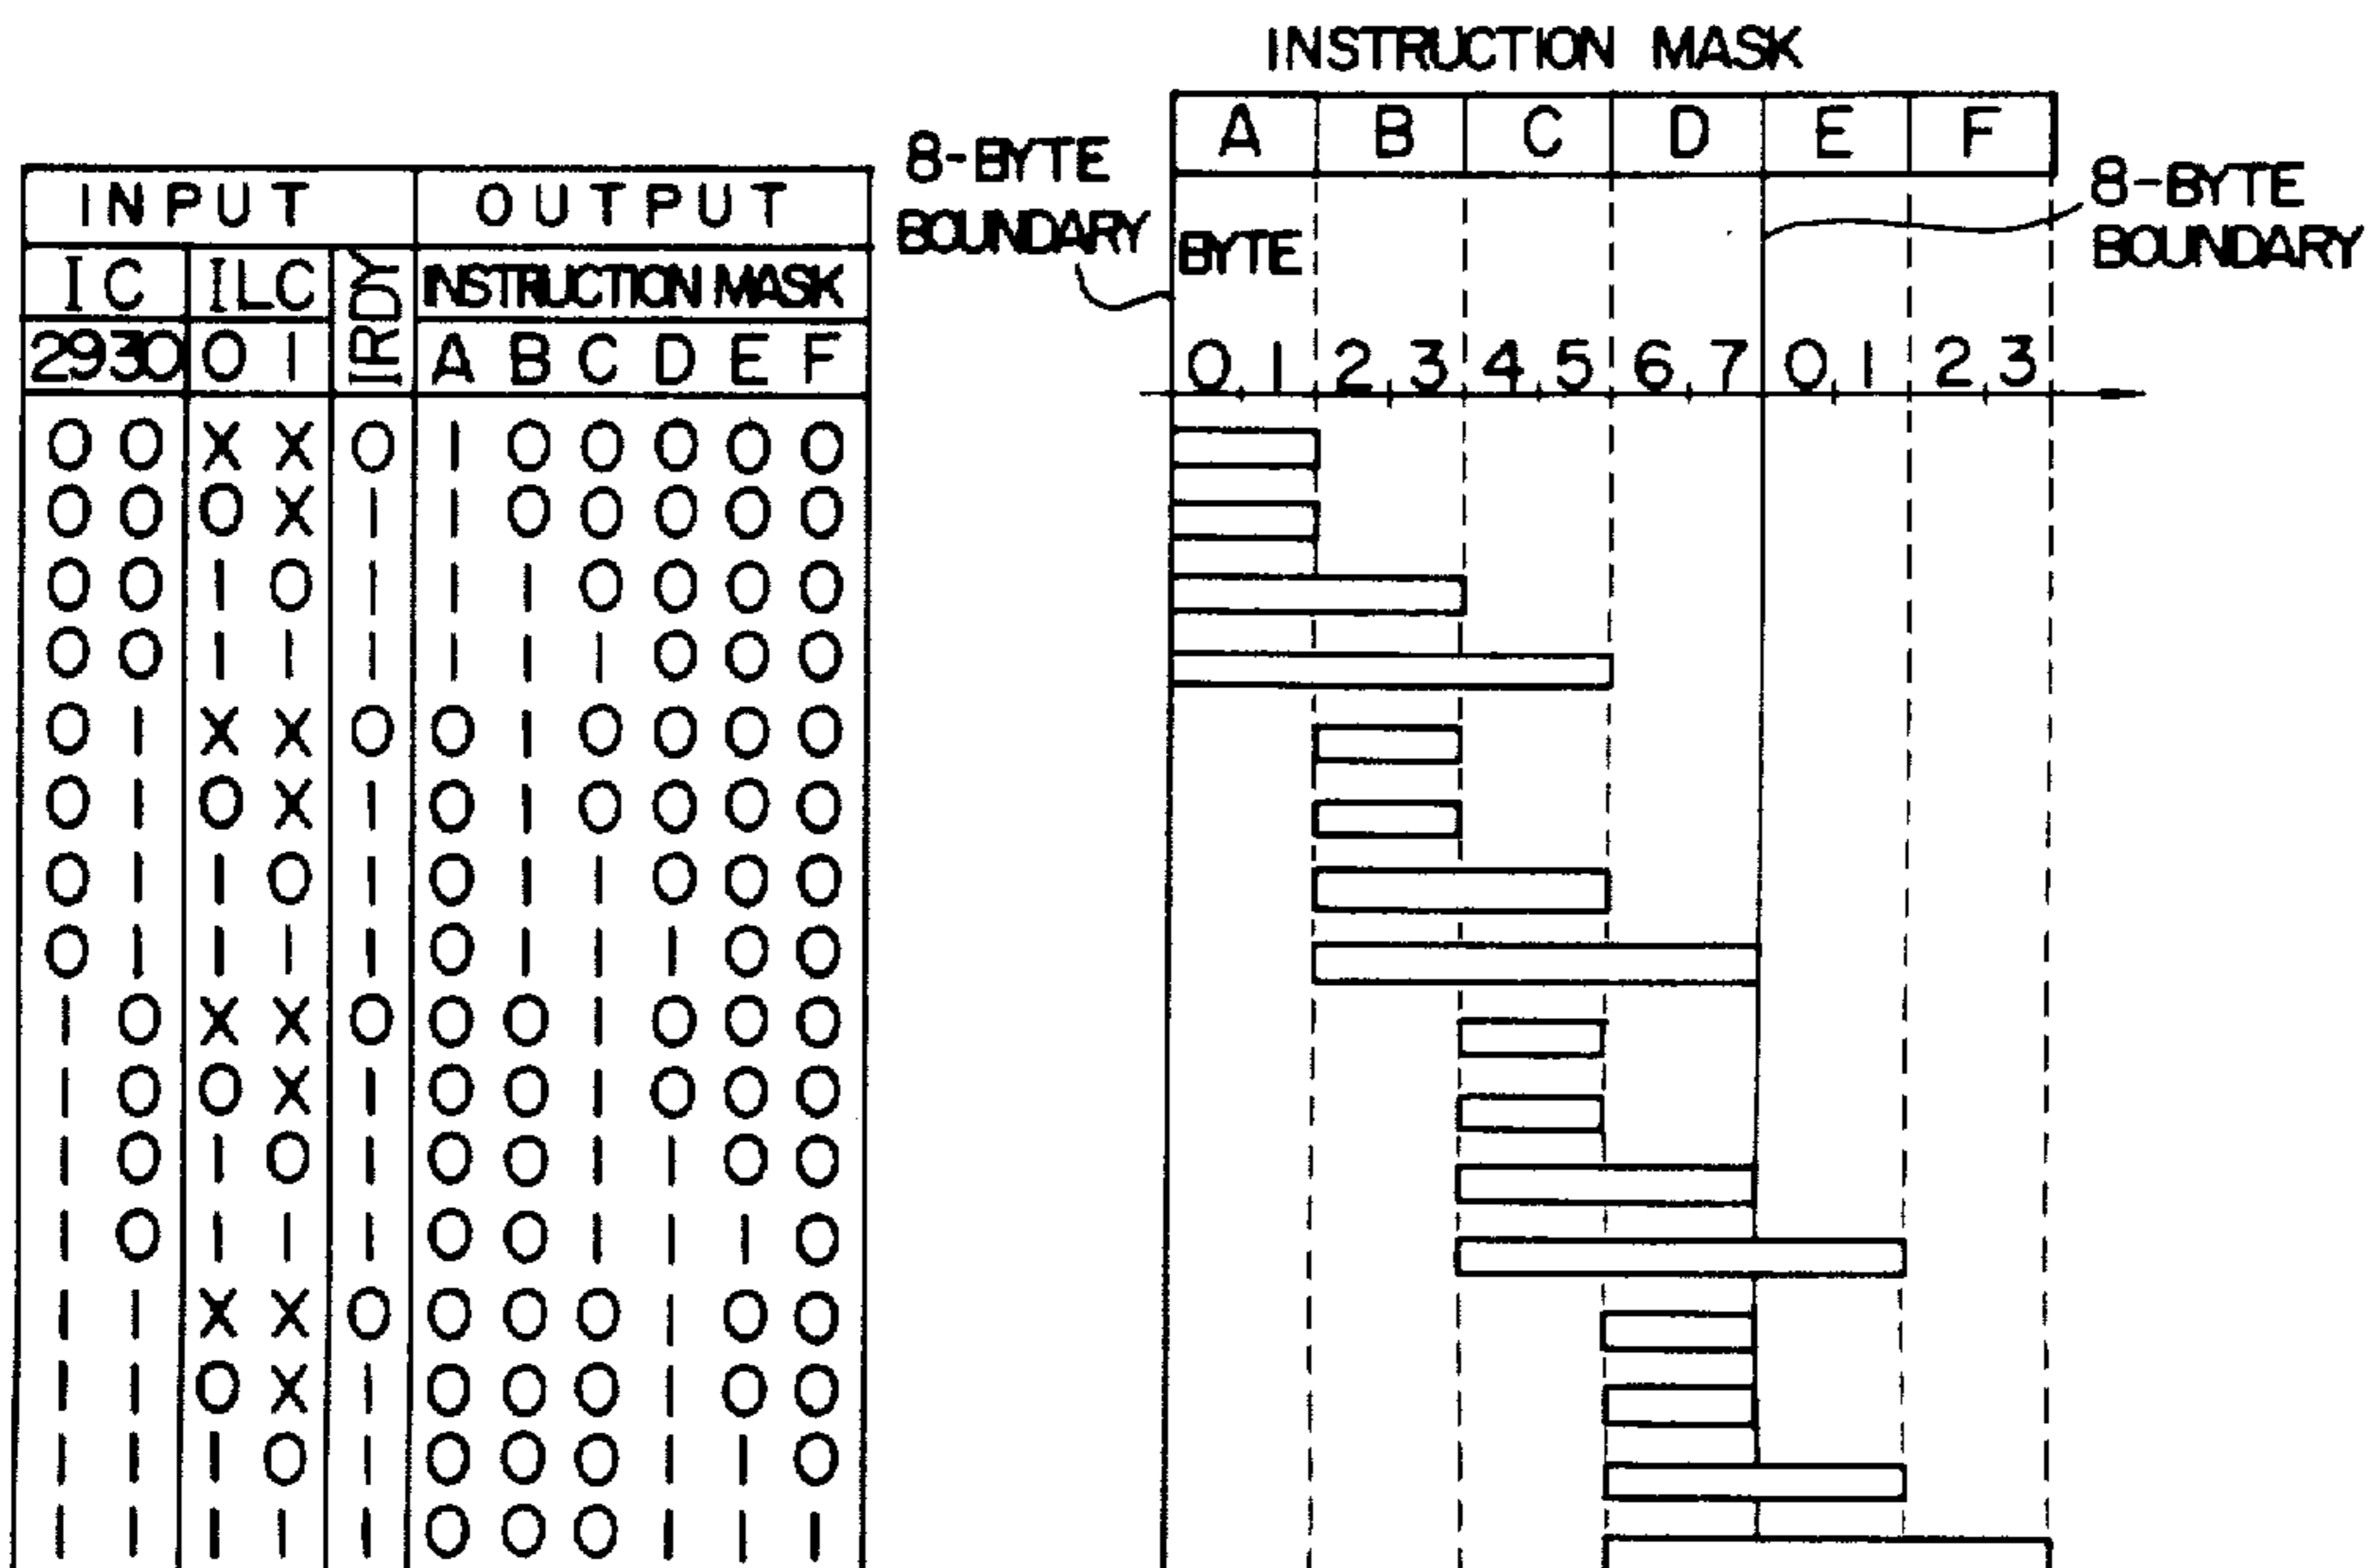 INSTRUCTION MASK
A B C D E F
8-BYTE
BOUNDARY
8-BYTE
BOUNDARY
BYTE
0 1 2 3 4 5 6 7 0 1 2 3
INPUT OUTPUT
IC ILC IRDY INSTRUCTION MASK
29 30 0 1 A B C D E F
0 0 X X 0 1 0 0 0 0 0
0 0 0 X 1 1 0 0 0 0 0
0 0 1 0 1 1 1 0 0 0 0
0 0 1 1 1 1 1 1 0 0 0
0 1 X X 0 0 1 0 0 0 0
0 1 0 X 1 0 1 0 0 0 0
0 1 1 0 1 0 1 1 0 0 0
0 1 1 1 1 0 1 1 1 0 0
1 0 X X 0 0 0 1 0 0 0
1 0 0 X 1 0 0 1 0 0 0
1 0 1 0 1 0 0 1 1 0 0
1 0 1 1 1 0 0 1 1 1 0
1 1 X X 0 0 0 0 1 0 0
1 1 0 X 1 0 0 0 1 0 0
1 1 1 0 1 0 0 0 1 1 0
1 1 1 1 1 0 0 0 1 1 1